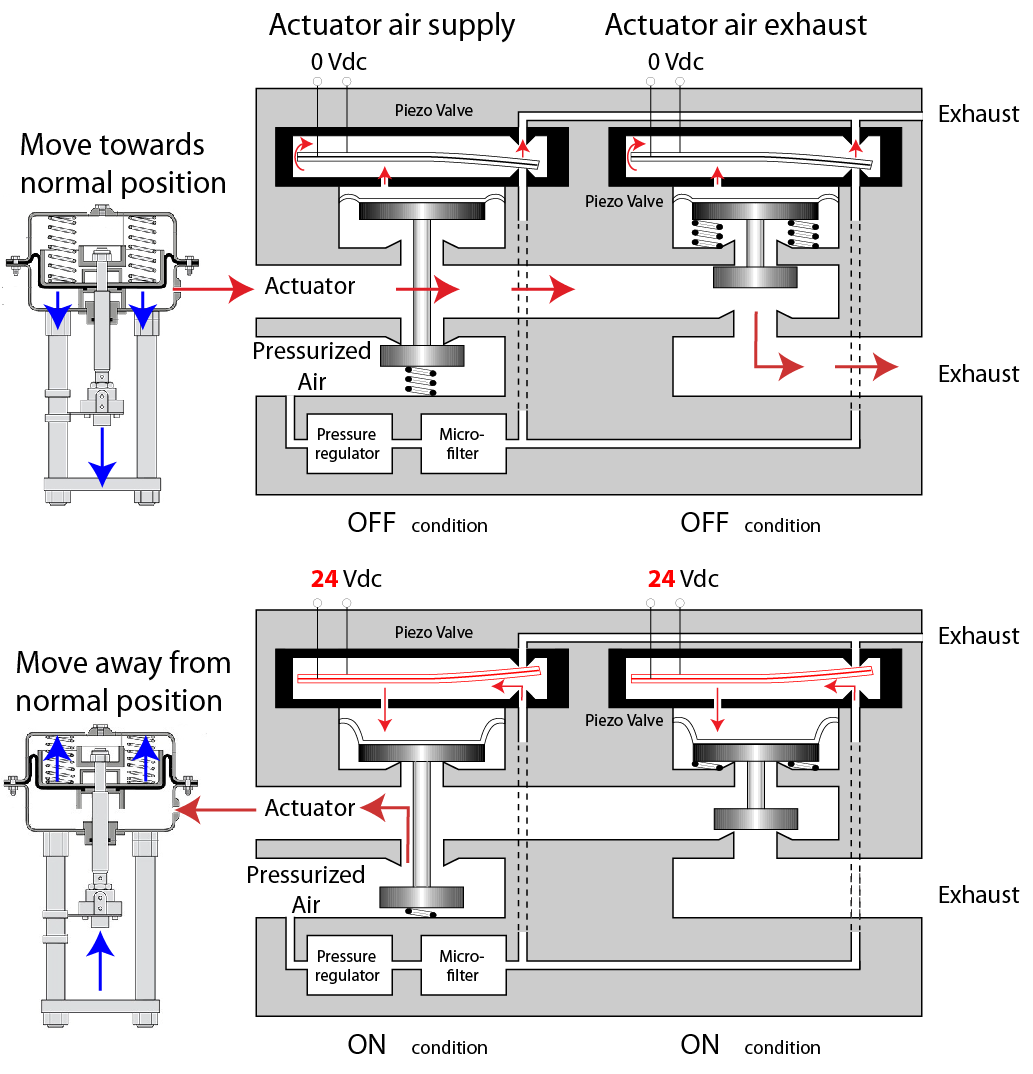 Actuator air supply
Actuator air exhaust
0 Vdc
0 Vdc
Piezo Valve
Exhaust
Move towards
normal position
Piezo Valve
Actuator
Pressurized
Air
Exhaust
Pressure
regulator
Micro-
filter
OFF condition
OFF condition
24 Vdc
24 Vdc
Piezo Valve
Exhaust
Move away from
normal position
Piezo Valve
Actuator
Pressurized
Air
Exhaust
Pressure
regulator
Micro-
filter
ON condition
ON condition